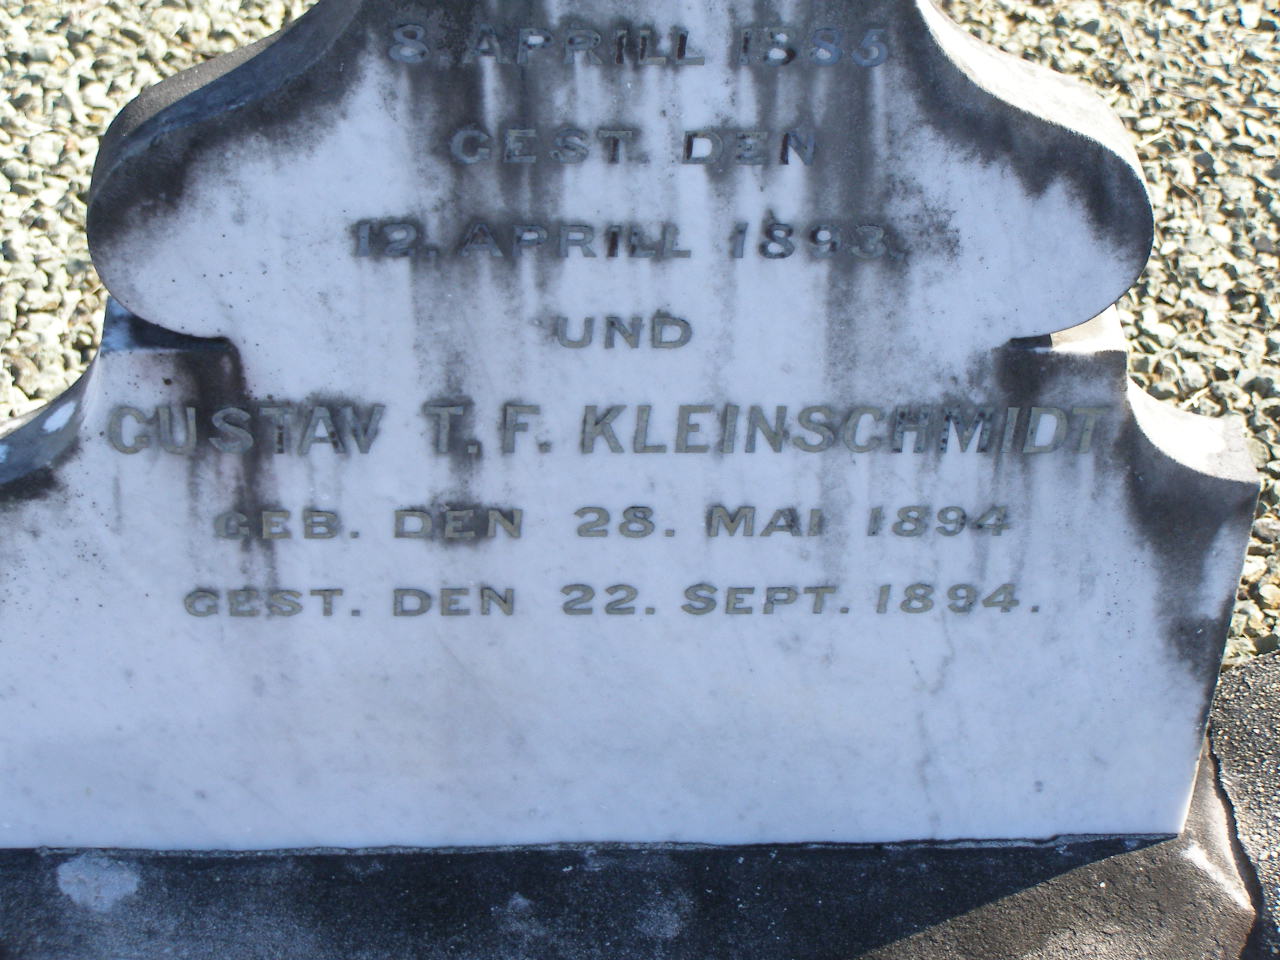 8. APRILL 1885
GEST. DEN
12. APRILL 1893.
UND
GUSTAV T. F. KLEINSCHMIDT
GEB. DEN 28. MAI 1894
GEST. DEN 22. SEPT. 1894.